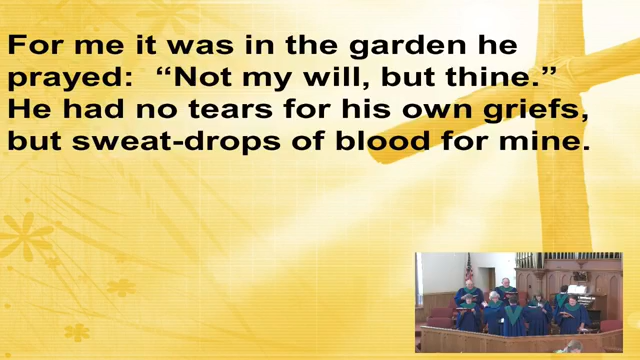 For me it was in the garden he
prayed:  “Not my will, but thine.”
He had no tears for his own griefs,
but sweat-drops of blood for mine.